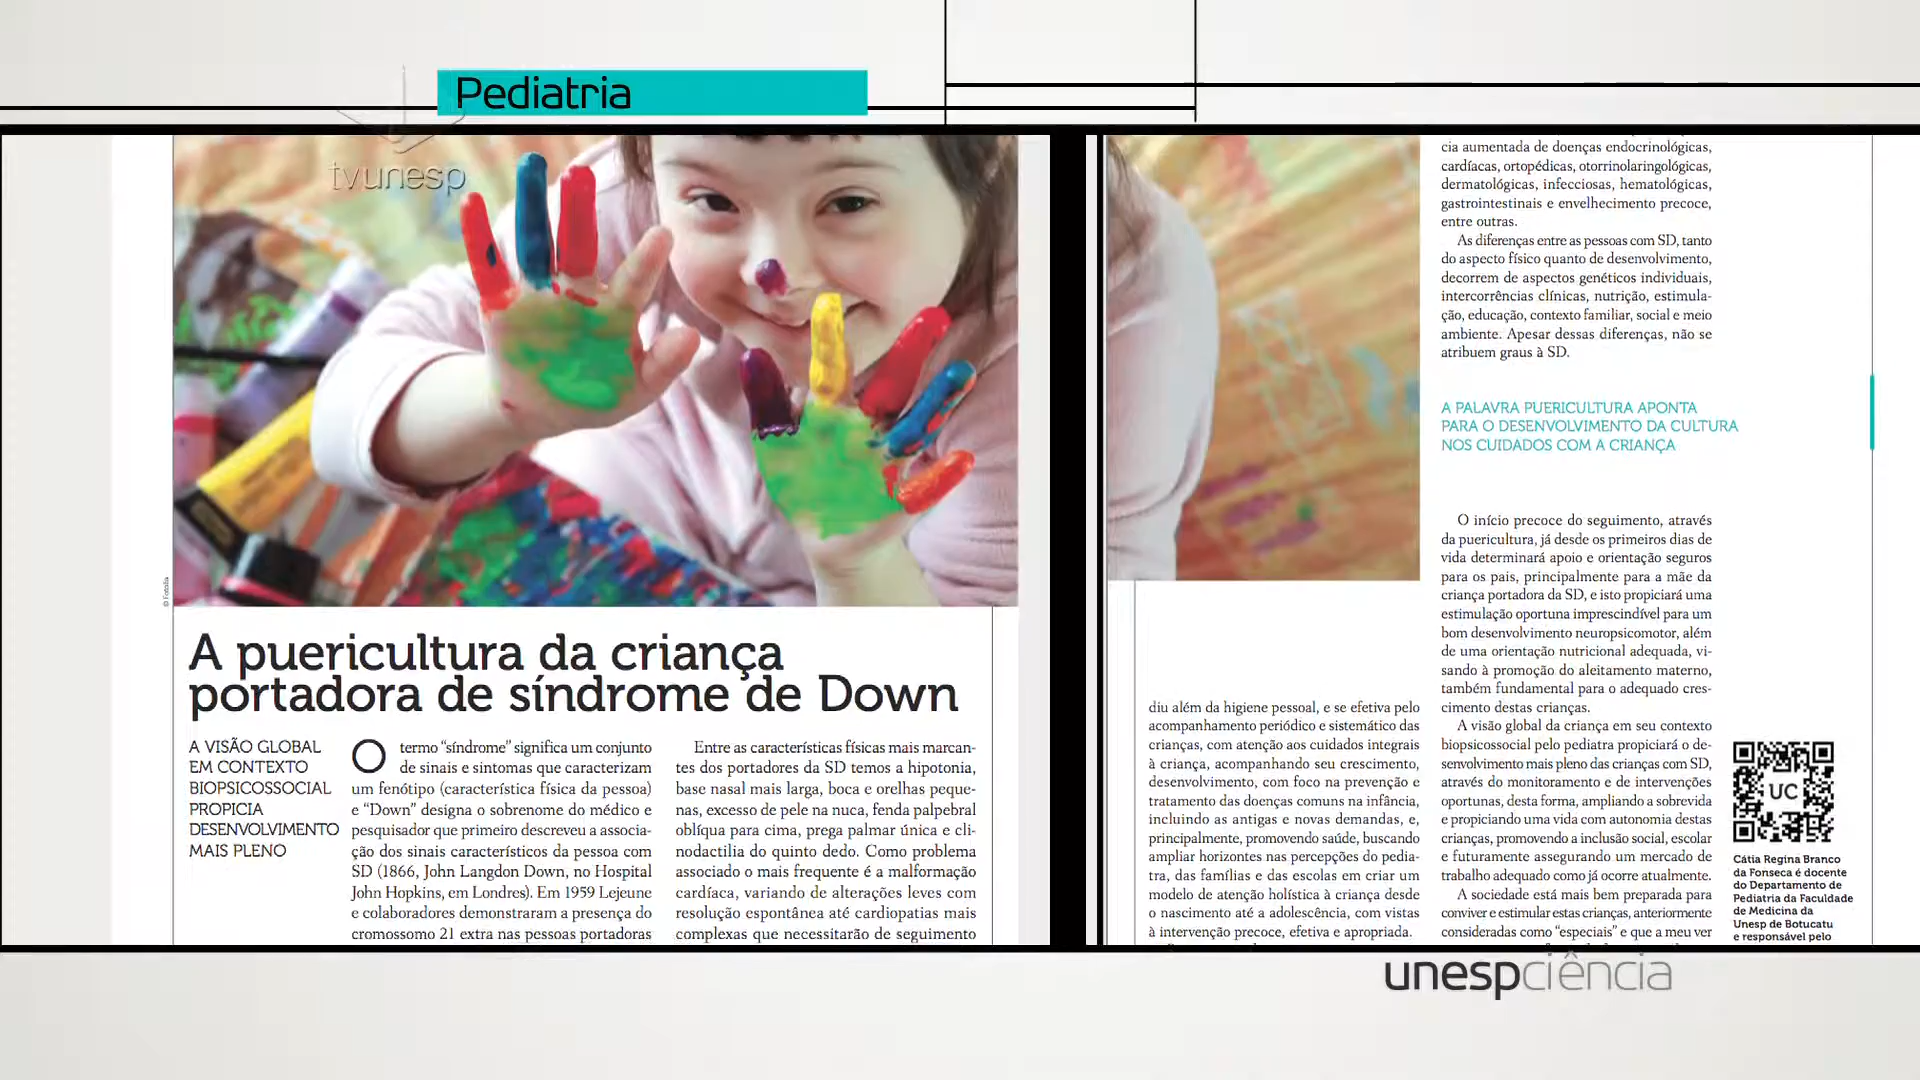 Pediatria
tvunesp
© Fotolia
A puericultura da criança
portadora de síndrome de Down
A VISÃO GLOBAL
EM CONTEXTO
BIOPSICOSSOCIAL
PROPICIA
DESENVOLVIMENTO
MAIS PLENO
O termo “síndrome” significa um conjunto
de sinais e sintomas que caracterizam
um fenótipo (característica física da pessoa)
e “Down” designa o sobrenome do médico e
pesquisador que primeiro descreveu a associa-
ção dos sinais característicos da pessoa com
SD (1866, John Langdon Down, no Hospital
John Hopkins, em Londres). Em 1959 Lejeune
e colaboradores demonstraram a presença do
cromossomo 21 extra nas pessoas portadoras
Entre as características físicas mais marcan-
tes dos portadores da SD temos a hipotonia,
base nasal mais larga, boca e orelhas peque-
nas, excesso de pele na nuca, fenda palpebral
oblíqua para cima, prega palmar única e cli-
nodactilia do quinto dedo. Como problema
associado o mais frequente é a malformação
cardíaca, variando de alterações leves com
resolução espontânea até cardiopatias mais
complexas que necessitarão de seguimento
diu além da higiene pessoal, e se efetiva pelo
acompanhamento periódico e sistemático das
crianças, com atenção aos cuidados integrais
à criança, acompanhando seu crescimento,
desenvolvimento, com foco na prevenção e
tratamento das doenças comuns na infância,
incluindo as antigas e novas demandas, e,
principalmente, promovendo saúde, buscando
ampliar horizontes nas percepções do pedia-
tra, das famílias e das escolas em criar um
modelo de atenção holística à criança desde
o nascimento até a adolescência, com vistas
à intervenção precoce, efetiva e apropriada.
cia aumentada de doenças endocrinológicas,
cardíacas, ortopédicas, otorrinolaringológicas,
dermatológicas, infecciosas, hematológicas,
gastrointestinais e envelhecimento precoce,
entre outras.
As diferenças entre as pessoas com SD, tanto
do aspecto físico quanto de desenvolvimento,
decorrem de aspectos genéticos individuais,
intercorrências clínicas, nutrição, estimula-
ção, educação, contexto familiar, social e meio
ambiente. Apesar dessas diferenças, não se
atribuem graus à SD.
A PALAVRA PUERICULTURA APONTA
PARA O DESENVOLVIMENTO DA CULTURA
NOS CUIDADOS COM A CRIANÇA
O início precoce do seguimento, através
da puericultura, já desde os primeiros dias de
vida determinará apoio e orientação seguros
para os pais, principalmente para a mãe da
criança portadora da SD, e isto propiciará uma
estimulação oportuna imprescindível para um
bom desenvolvimento neuropsicomotor, além
de uma orientação nutricional adequada, vi-
sando à promoção do aleitamento materno,
também fundamental para o adequado cres-
cimento destas crianças.
A visão global da criança em seu contexto
biopsicossocial pelo pediatra propiciará o de-
senvolvimento mais pleno das crianças com SD,
através do monitoramento e de intervenções
oportunas, desta forma, ampliando a sobrevida
e propiciando uma vida com autonomia destas
crianças, promovendo a inclusão social, escolar
e futuramente assegurando um mercado de
trabalho adequado como já ocorre atualmente.
A sociedade está mais bem preparada para
conviver e estimular estas crianças, anteriormente
consideradas como “especiais” e que a meu ver
UC
Cátia Regina Branco
da Fonseca é docente
do Departamento de
Pediatria da Faculdade
de Medicina da
Unesp de Botucatu
e responsável pelo
unespciência